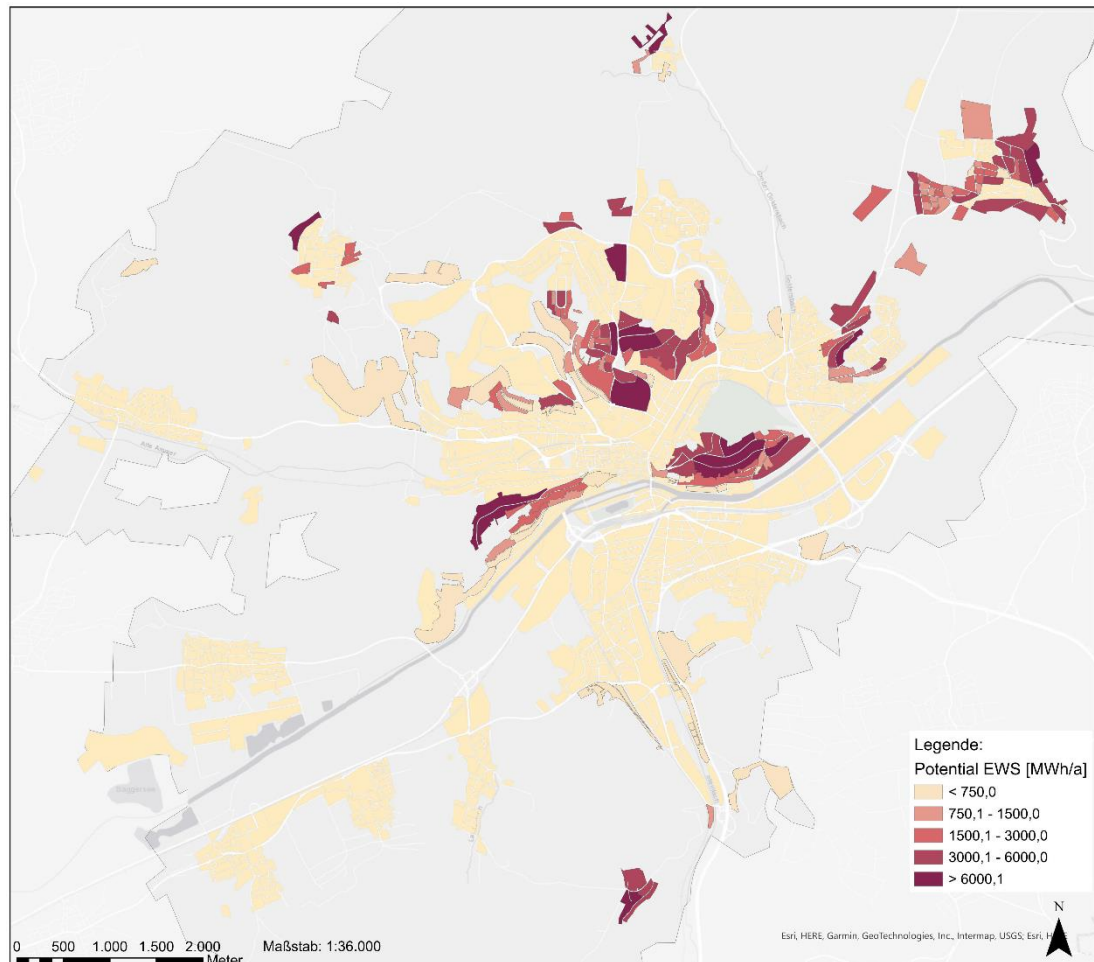 Legende:
Potential EWS [MWh/a]
< 750,0
750,1 - 1500,0
1500,1 - 3000,0
3000,1 - 6000,0
> 6000,1
N
Esri, HERE, Garmin, GeoTechnologies, Inc., Intermap, USGS; Esri,
0 500 1.000 1.500 2.000
Meter
Maßstab: 1:36.000